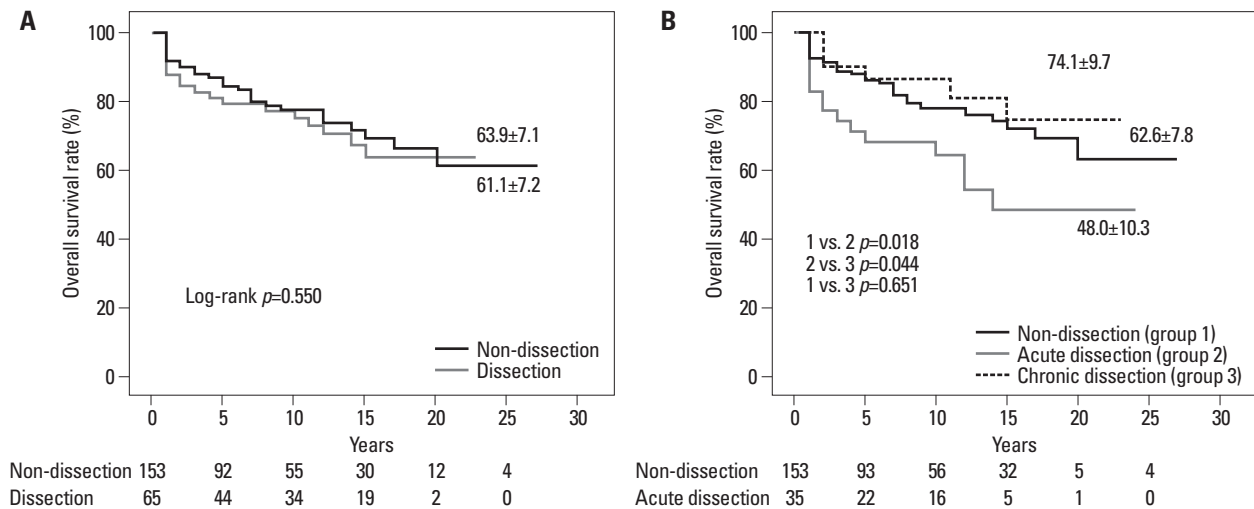 A
Overall survival rate (%)
100
80
60
40
20
0
63.9±7.1
61.1±7.2
Log-rank p=0.550
Non-dissection
Dissection
0 5 10 15 20 25 30
Years
Non-dissection 153 92 55 30 12 4
Dissection 65 44 34 19 2 0
B
Overall survival rate (%)
100
80
60
40
20
0
74.1±9.7
62.6±7.8
48.0±10.3
1 vs. 2 p=0.018
2 vs. 3 p=0.044
1 vs. 3 p=0.651
Non-dissection (group 1)
Acute dissection (group 2)
Chronic dissection (group 3)
0 5 10 15 20 25 30
Years
Non-dissection 153 93 56 32 5 4
Acute dissection 35 22 16 5 1 0